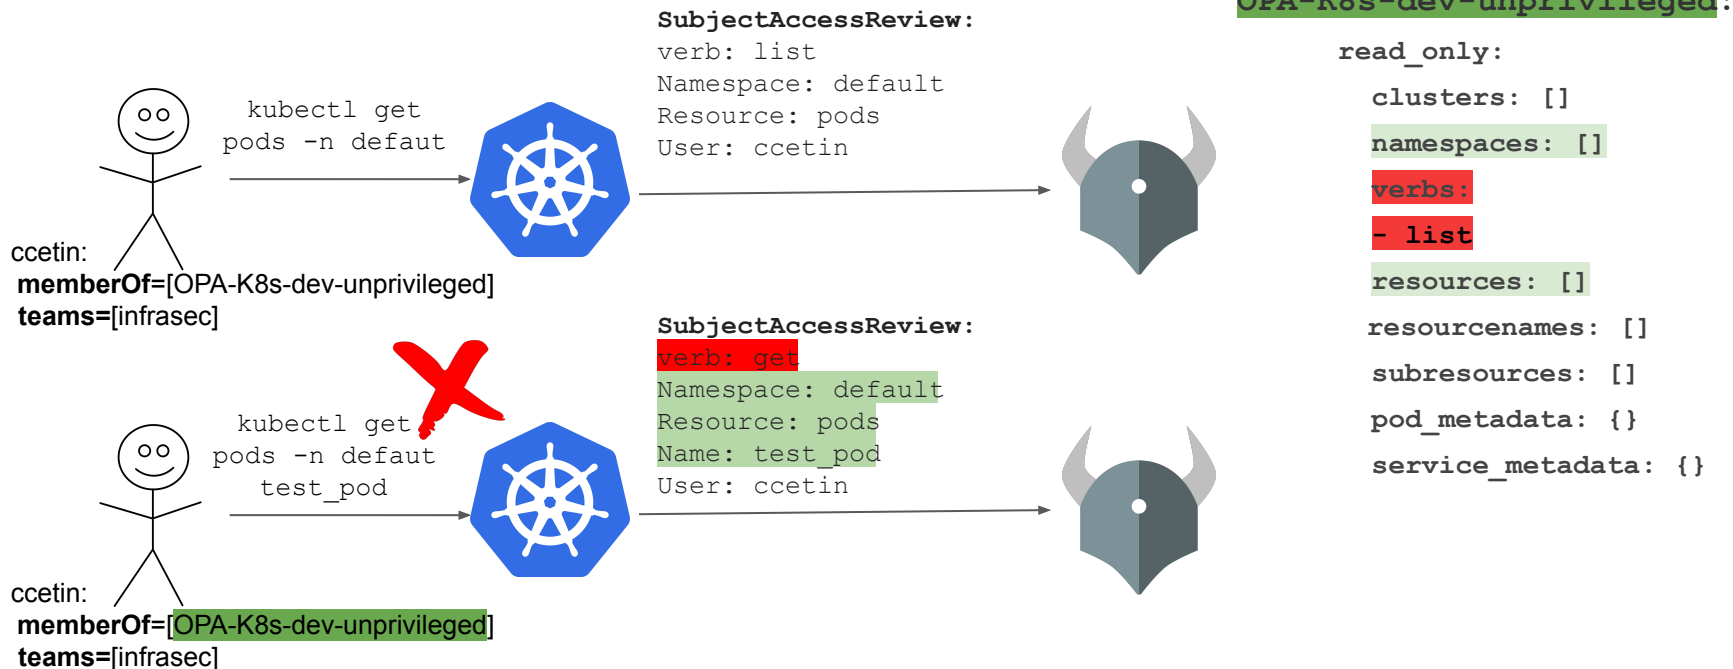 SubjectAccessReview:
verb: list
Namespace: default
Resource: pods
User: ccetin
kubectl get
pods -n defaut
ccetin:
memberOf=[OPA-K8s-dev-unprivileged]
teams=[infrasec]
SubjectAccessReview:
verb: get
Namespace: default
Resource: pods
Name: test_pod
User: ccetin
kubectl get
pods -n defaut
test_pod
ccetin:
memberOf=[OPA-K8s-dev-unprivileged]
teams=[infrasec]
OPA-K8s-dev-unprivileged:
read_only:
clusters: []
namespaces: []
verbs:
- list
resources: []
resourcenames: []
subresources: []
pod_metadata: {}
service_metadata: {}